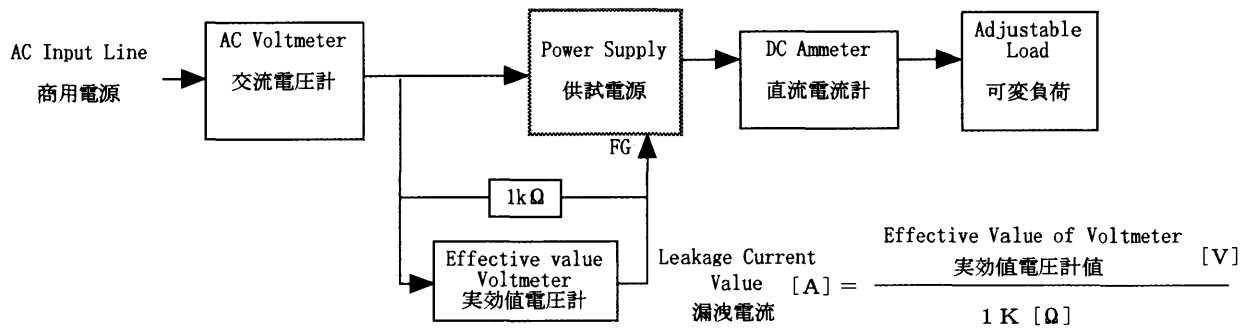 AC Input Line
商用電源
AC Voltmeter
交流電圧計
Power Supply
供試電源
DC Ammeter
直流電流計
Adjustable
Load
可変負荷
FG
1kΩ
Effective value
Voltmeter
実効値電圧計
Leakage Current
Value [A] =
漏洩電流
Effective Value of Voltmeter [V]
実効値電圧計値
1 K [Ω]